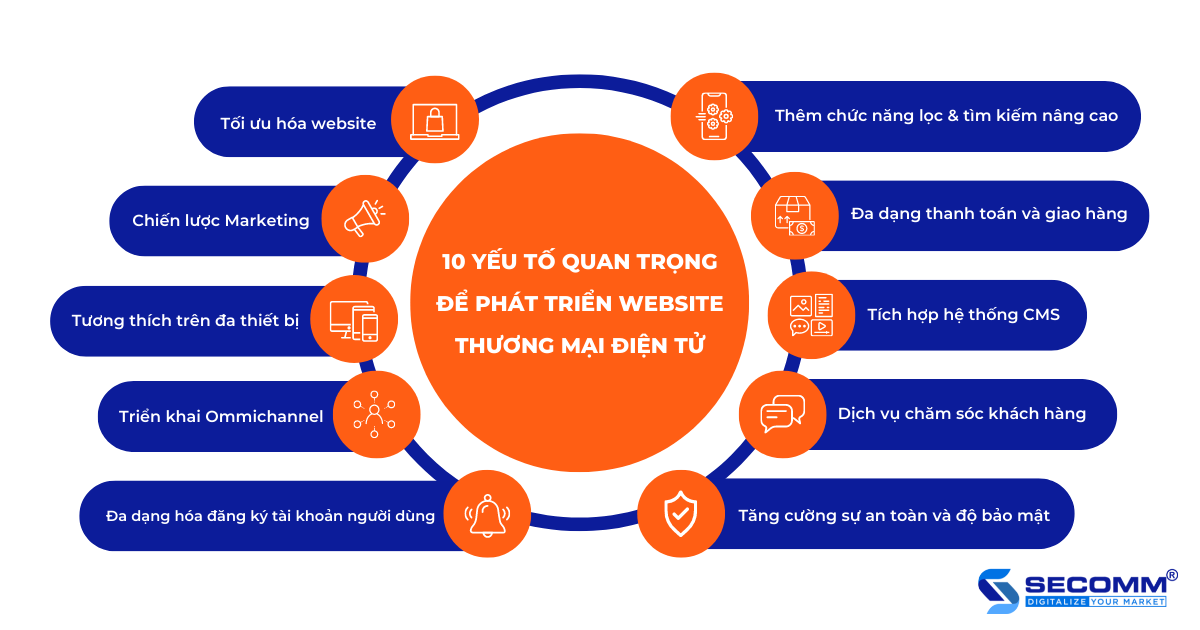 10 YẾU TỐ QUAN TRỌNG
ĐỂ PHÁT TRIỂN WEBSITE
THƯƠNG MẠI ĐIỆN TỬ
Tối ưu hóa website
Chiến lược Marketing
Tương thích trên đa thiết bị
Triển khai Ommichannel
Đa dạng hóa đăng ký tài khoản người dùng
Thêm chức năng lọc & tìm kiếm nâng cao
Đa dạng thanh toán và giao hàng
Tích hợp hệ thống CMS
Dịch vụ chăm sóc khách hàng
Tăng cường sự an toàn và độ bảo mật
SECOMM®
DIGITALIZE YOUR MARKET